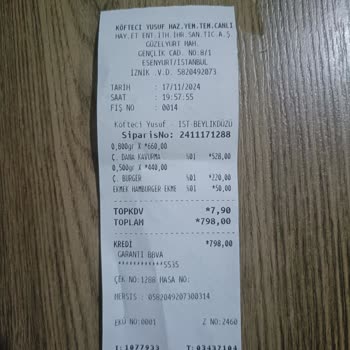 KÖFTECİ YUSUF HAZ.YEM.TEM.CANLI
HAY.ET ENT.İTH.İHR.SAN.TİC.A.Ş.
GÜZELYURT MAH.
GENÇLİK CAD. NO:8/1
ESENYURT/İSTANBUL
İZNİK .V.D. 5820492073
TARİH : 17/11/2024
SAAT : 19:57:55
FİŞ NO : 0014
Köfteci Yusuf - IST-BEYLİKDÜZÜ
SiparisNo: 2411171288
0,800gr X *660,00
Ç. DANA KAVURMA %01 *528,00
0,500gr X *440,00
Ç. BURGER %01 *220,00
EKMEK HAMBURGER EKME %01 *50,00
TOPKDV *7,90
TOPLAM *798,00
KREDİ *798,00
GARANTI BBVA
************5535
ÇEK NO:1288 MASA NO:
MERSIS : 0582049207300314
EKÜ NO:0001 Z NO:2460